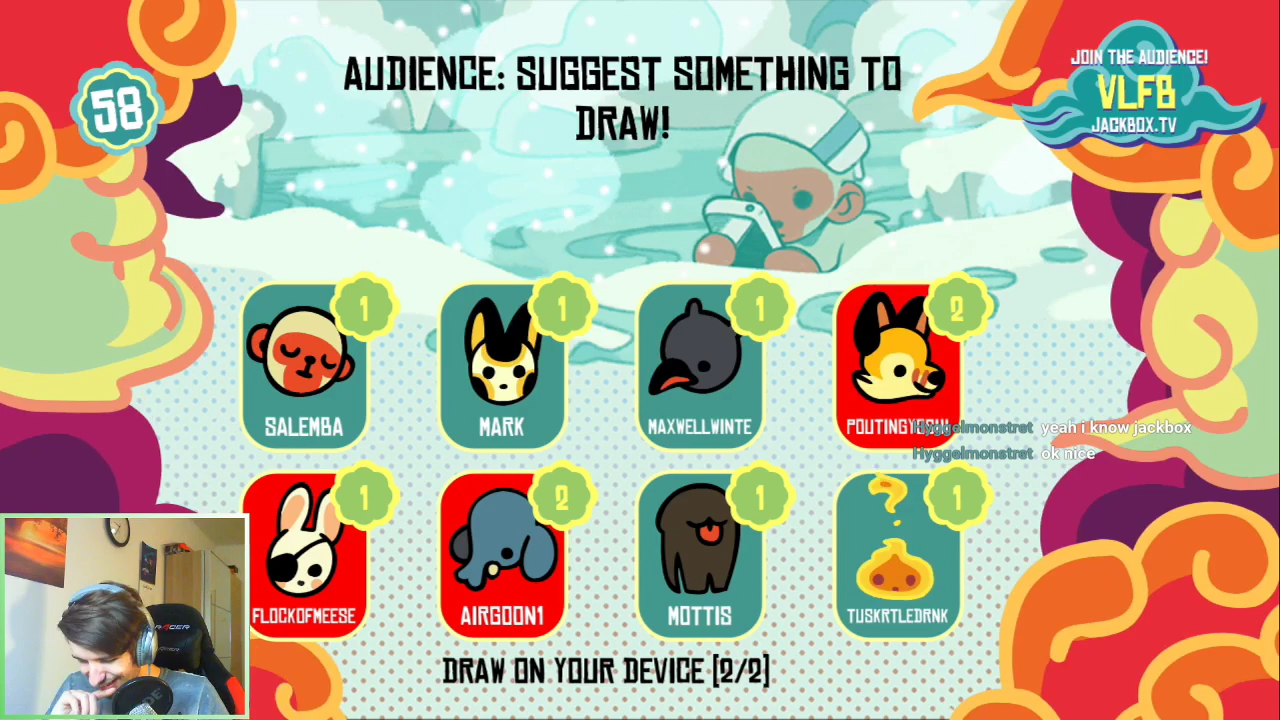 AUDIENCE: SUGGEST SOMETHING TO
DRAW!
58
JOIN THE AUDIENCE!
VLFB
JACKBOX.TV
1
1
1
2
SALEMBA
MARK
MAXWELLWINTE
Hyggelmonstret yeah i know jackbox
Hyggelmonstret ok nice
1
2
1
1
FLOCKOFMEESE
AIRGOON1
MOTTIS
TUSKRTLEDRNK
DRAW ON YOUR DEVICE [2/2]